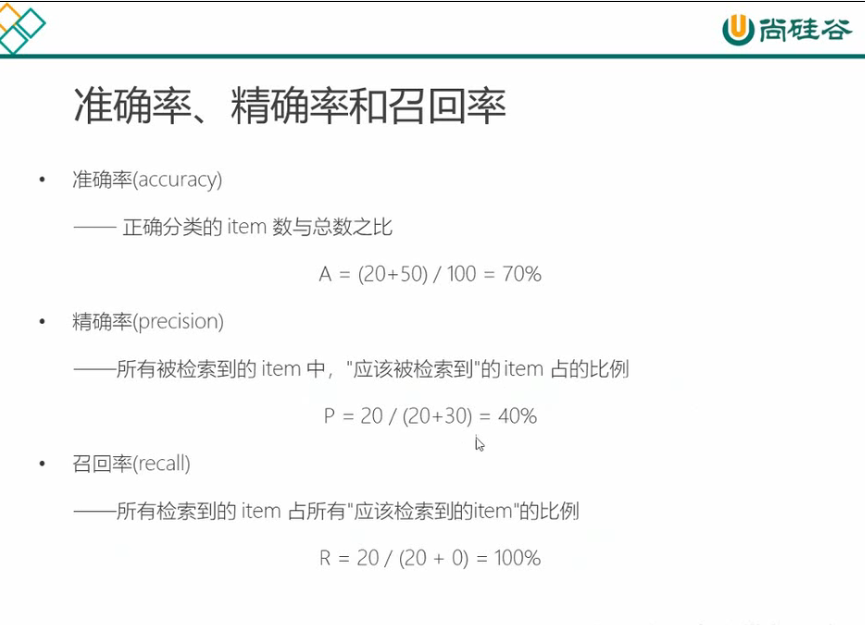 尚硅谷
准确率、精确率和召回率
• 准确率(accuracy)
—— 正确分类的 item 数与总数之比
A = (20+50) / 100 = 70%
• 精确率(precision)
——所有被检索到的 item 中，"应该被检索到"的item 占的比例
P = 20 / (20+30) = 40%
• 召回率(recall)
——所有检索到的 item 占所有"应该检索到的item"的比例
R = 20 / (20 + 0) = 100%